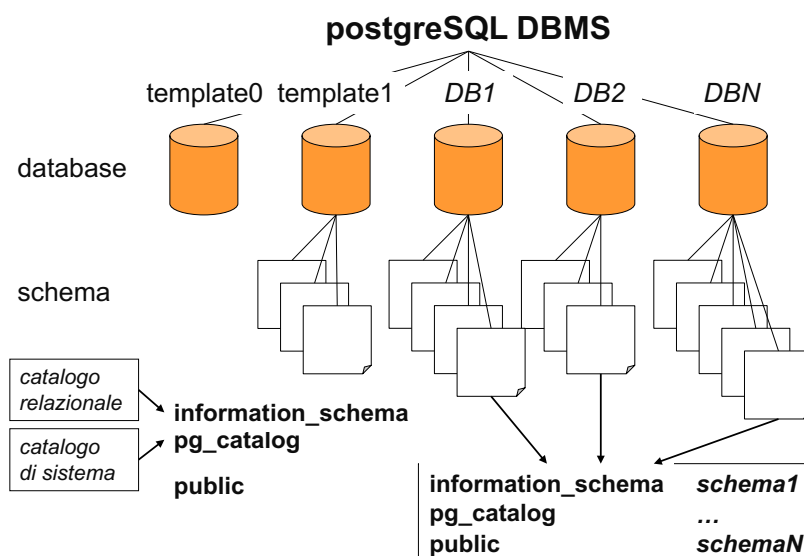 postgreSQL DBMS
template0 template1 DB1 DB2 DBN
database
schema
catalogo
relazionale
catalogo
di sistema
information_schema
pg_catalog
public
information_schema schema1
pg_catalog …
public schemaN